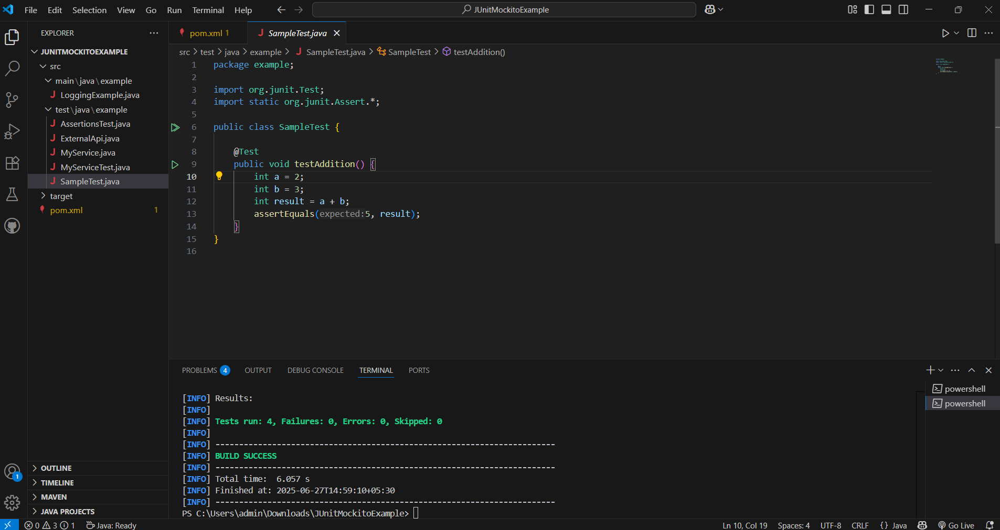 File Edit Selection View Go Run Terminal Help
JUnitMockitoExample
EXPLORER
JUNITMOCKITOEXAMPLE
src
main\java\example
LoggingExample.java
test\java\example
AssertionsTest.java
ExternalApi.java
MyService.java
MyServiceTest.java
SampleTest.java
target
pom.xml 1
OUTLINE
TIMELINE
MAVEN
JAVA PROJECTS
pom.xml 1
SampleTest.java
src > test > java > example > SampleTest.java > SampleTest > testAddition()
1 package example;
2
3 import org.junit.Test;
4 import static org.junit.Assert.*;
5
6 public class SampleTest {
7
8 @Test
9 public void testAddition() {
10 int a = 2;
11 int b = 3;
12 int result = a + b;
13 assertEquals(expected:5, result);
14 }
15 }
16
PROBLEMS 4 OUTPUT DEBUG CONSOLE TERMINAL PORTS
powershell
powershell
[INFO] Results:
[INFO]
[INFO] Tests run: 4, Failures: 0, Errors: 0, Skipped: 0
[INFO]
[INFO] ------------------------------------------------------------------------
[INFO] BUILD SUCCESS
[INFO] ------------------------------------------------------------------------
[INFO] Total time:  6.057 s
[INFO] Finished at: 2025-06-27T14:59:10+05:30
[INFO] ------------------------------------------------------------------------
PS C:\Users\admin\Downloads\JUnitMockitoExample>
1
0 3 1 Java: Ready
Ln 10, Col 19 Spaces: 4 UTF-8 CRLF {} Java Go Live